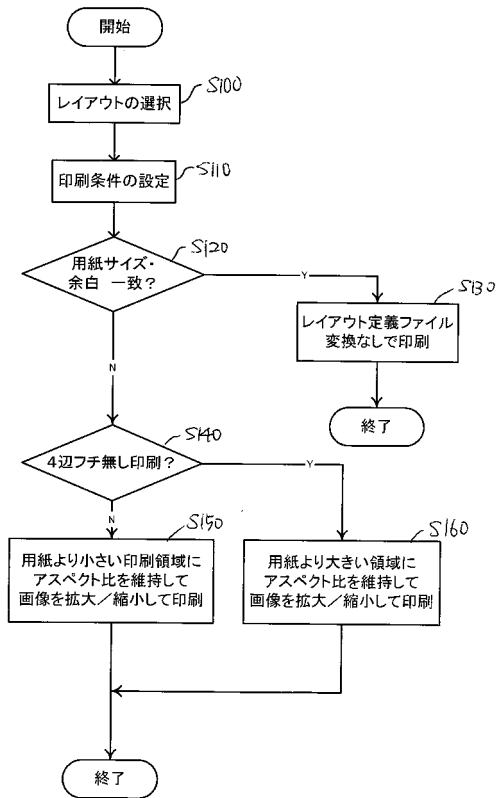 開始
S100
レイアウトの選択
S110
印刷条件の設定
S120
用紙サイズ・
余白 一致?
Y
S130
レイアウト定義ファイル
変換なしで印刷
終了
N
S140
4辺フチ無し印刷?
Y
N
S150
用紙より小さい印刷領域に
アスペクト比を維持して
画像を拡大/縮小して印刷
S160
用紙より大きい領域に
アスペクト比を維持して
画像を拡大/縮小して印刷
終了